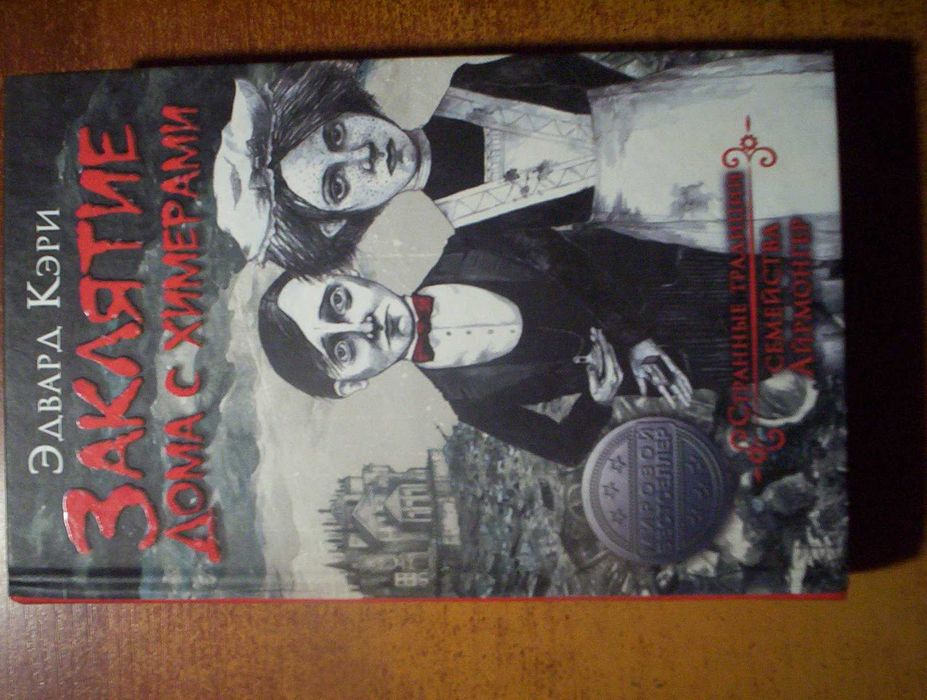 Эдвард Кэри
Заклятие
дома с химерами
Странные традиции
семейства
Айрмонгер
мировой
бестселлер